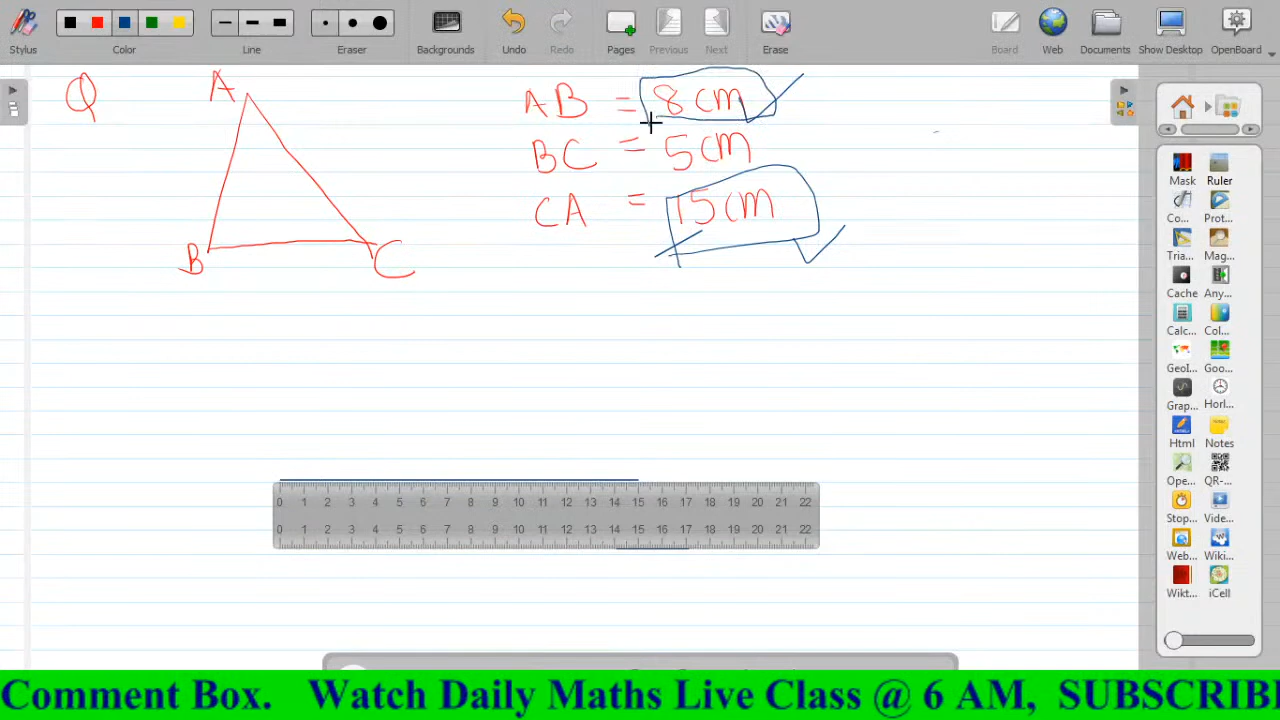 Stylus Color Line Eraser Backgrounds Undo Redo Pages Previous Next Erase Board Web Documents Show Desktop OpenBoard
Q
A
B
C
AB = 8 cm
BC = 5 cm
CA = 15 cm
Mask Ruler
Co... Prot...
Tria... Mag...
Cache Any...
Calc... Col...
GeoI... Goo...
Grap... Horl...
Html Notes
Ope... QR-...
Stop... Vide...
Web... Wiki...
Wikt... iCell
0 1 2 3 4 5 6 7 8 9 10 11 12 13 14 15 16 17 18 19 20 21 22
0 1 2 3 4 5 6 7 8 9 10 11 12 13 14 15 16 17 18 19 20 21 22
Comment Box. Watch Daily Maths Live Class @ 6 AM, SUBSCRIB